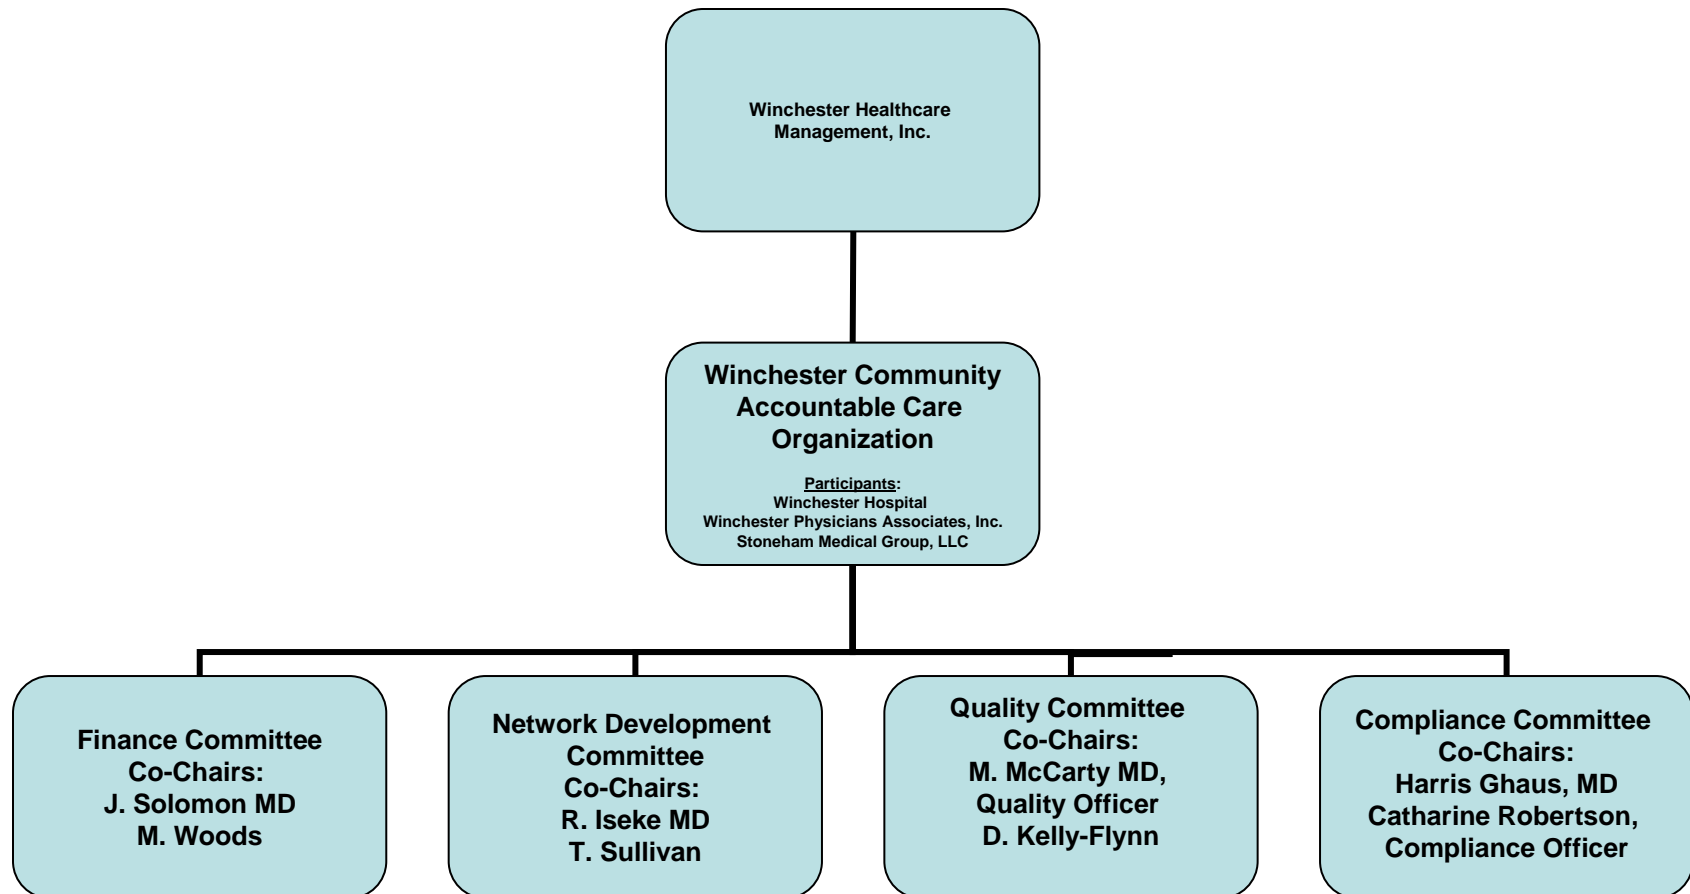 Winchester Healthcare
Management, Inc.
Winchester Community
Accountable Care
Organization
Participants:
Winchester Hospital
Winchester Physicians Associates, Inc.
Stoneham Medical Group, LLC
Finance Committee
Co-Chairs:
J. Solomon MD
M. Woods
Network Development
Committee
Co-Chairs:
R. Iseke MD
T. Sullivan
Quality Committee
Co-Chairs:
M. McCarty MD,
Quality Officer
D. Kelly-Flynn
Compliance Committee
Co-Chairs:
Harris Ghaus, MD
Catharine Robertson,
Compliance Officer